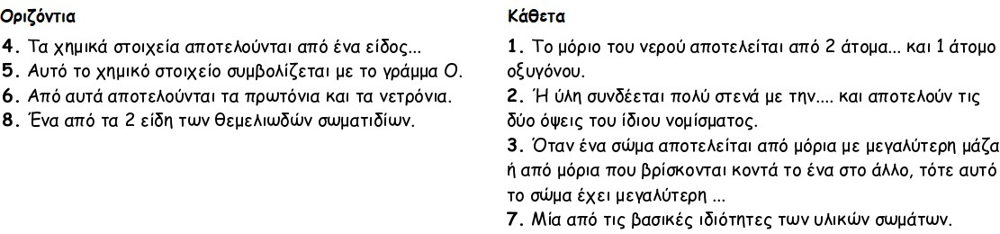 Οριζόντια
4. Τα χημικά στοιχεία αποτελούνται από ένα είδος...
5. Αυτό το χημικό στοιχείο συμβολίζεται με το γράμμα Ο.
6. Από αυτά αποτελούνται τα πρωτόνια και τα νετρόνια.
8. Ένα από τα 2 είδη των θεμελιωδών σωματιδίων.
Κάθετα
1. Το μόριο του νερού αποτελείται από 2 άτομα... και 1 άτομο
οξυγόνου.
2. Ή ύλη συνδέεται πολύ στενά με την.... και αποτελούν τις
δύο όψεις του ίδιου νομίσματος.
3. Όταν ένα σώμα αποτελείται από μόρια με μεγαλύτερη μάζα
ή από μόρια που βρίσκονται κοντά το ένα στο άλλο, τότε αυτό
το σώμα έχει μεγαλύτερη ...
7. Μία από τις βασικές ιδιότητες των υλικών σωμάτων.